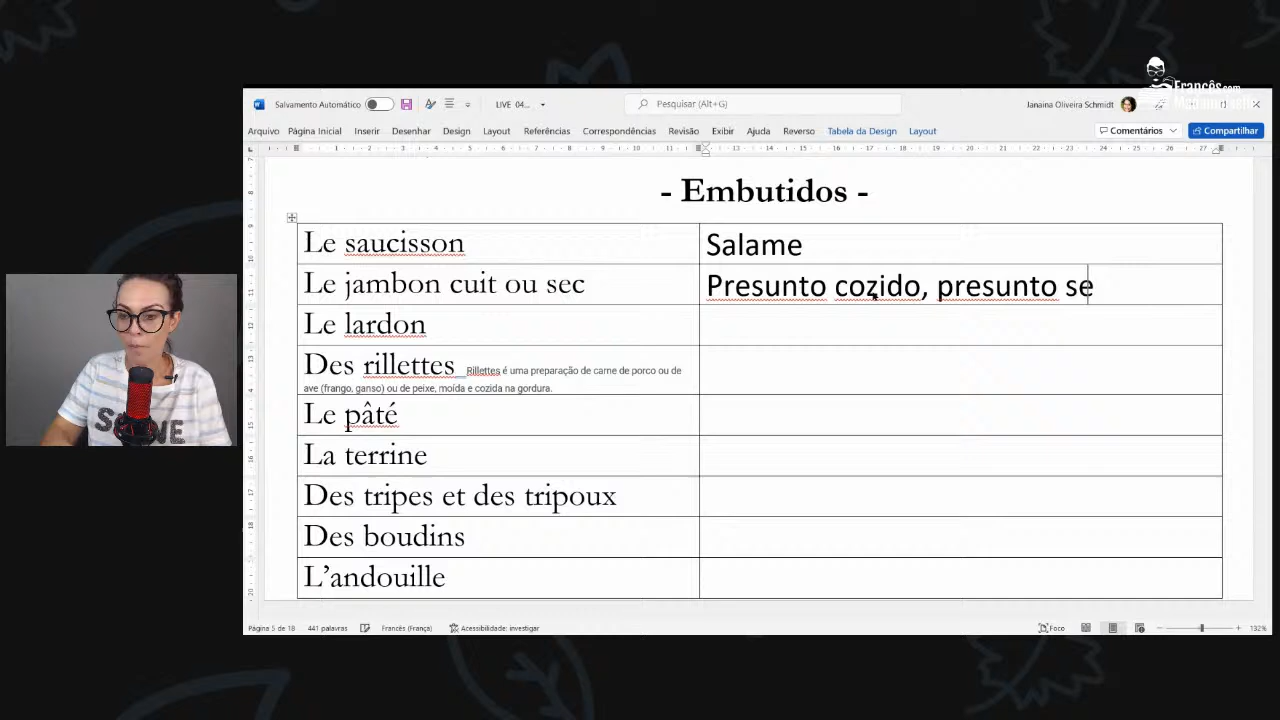 Francês.com
Salvamento Automático
LIVE 04...
Pesquisar (Alt+G)
Janaina Oliveira Schmidt
Arquivo Página Inicial Inserir Desenhar Design Layout Referências Correspondências Revisão Exibir Ajuda Reverso Tabela da Design Layout
Comentários Compartilhar
- Embutidos -
Le saucisson Salame
Le jambon cuit ou sec Presunto cozido, presunto se
Le lardon
Des rillettes Rillettes é uma preparação de carne de porco ou de
ave (frango, ganso) ou de peixe, moída e cozida na gordura.
Le pâté
La terrine
Des tripes et des tripoux
Des boudins
L’andouille
Página 5 de 18 441 palavras Francês (França) Acessibilidade: investigar Foco 132%